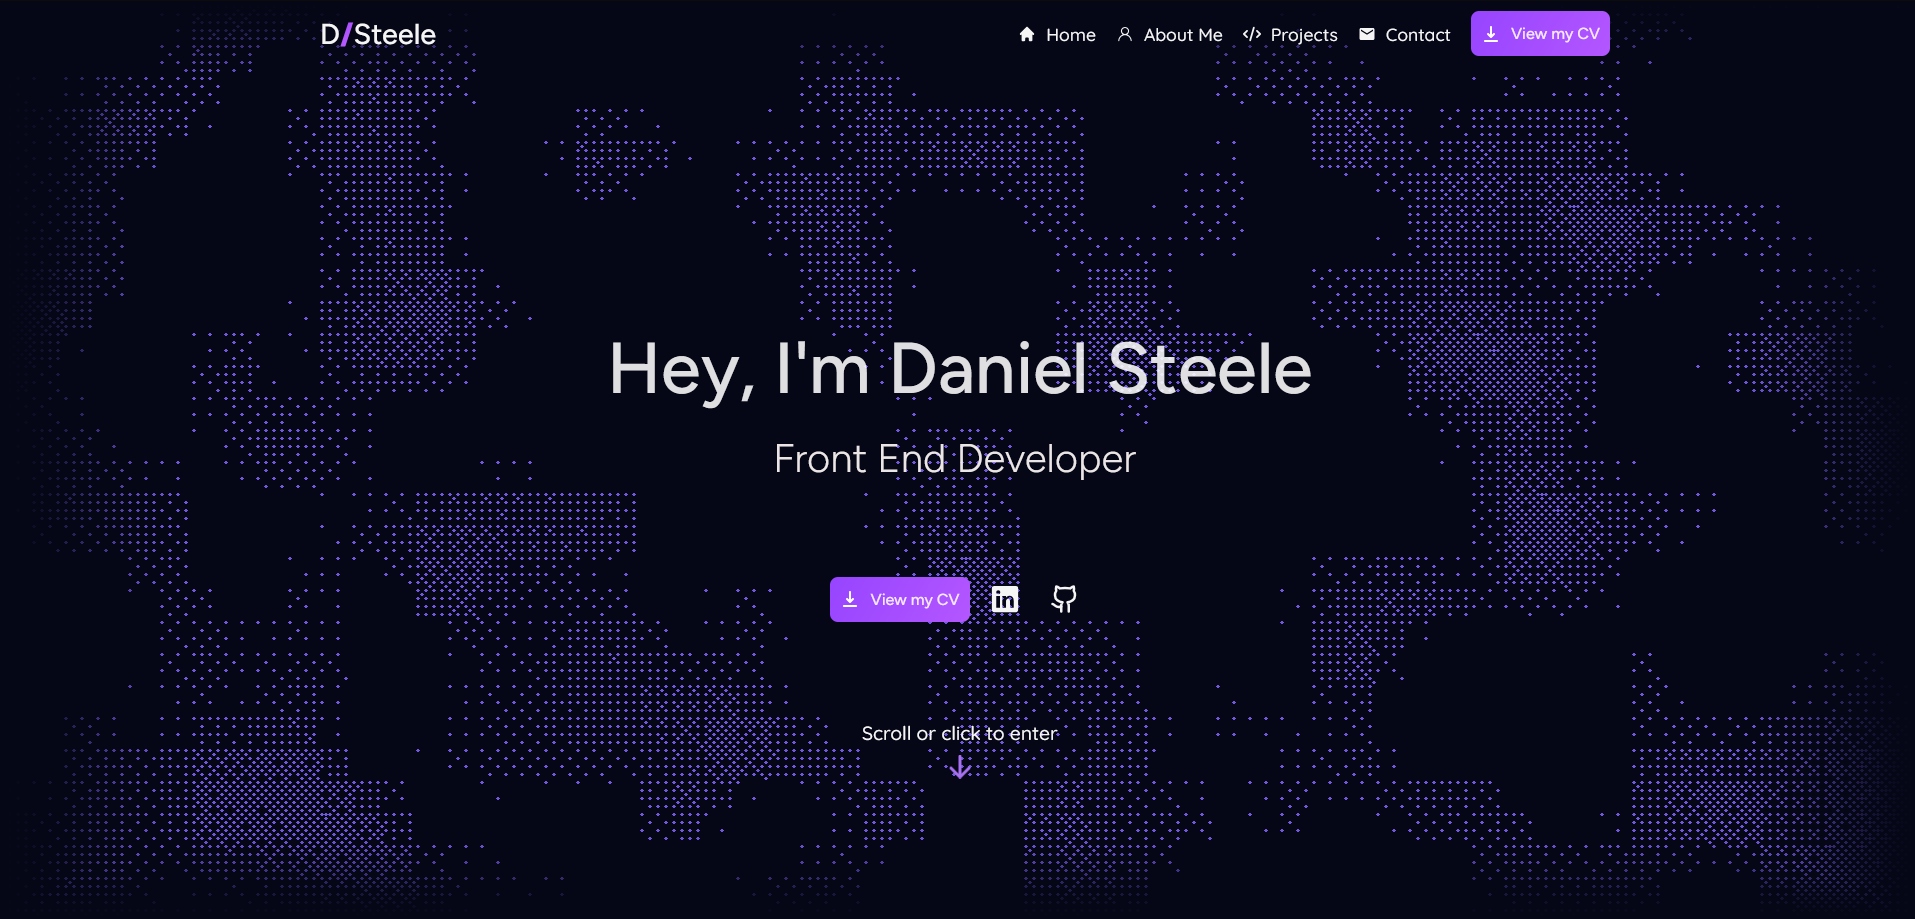 D/Steele
Home
About Me
Projects
Contact
View my CV
Hey, I'm Daniel Steele
Front End Developer
View my CV
in
Scroll or click to enter